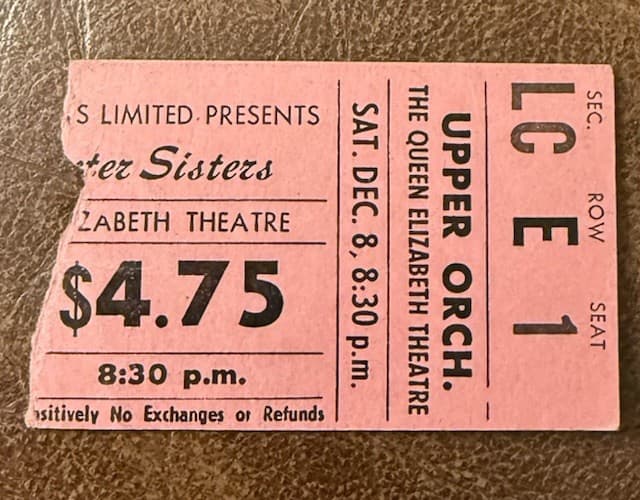 S LIMITED PRESENTS
ter Sisters
ZABETH THEATRE
$4.75
8:30 p.m.
sitively No Exchanges or Refunds
SAT. DEC. 8, 8:30 p.m.
THE QUEEN ELIZABETH THEATRE
UPPER ORCH.
SEC. ROW SEAT
LC E 1